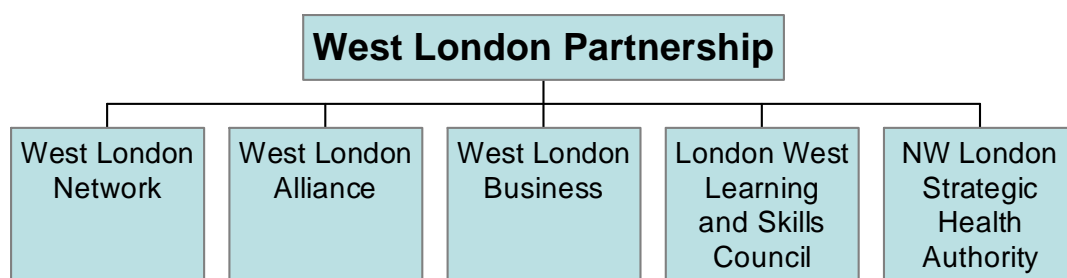 West London Partnership
West London
Network
West London
Alliance
West London
Business
London West
Learning
and Skills
Council
NW London
Strategic
Health
Authority